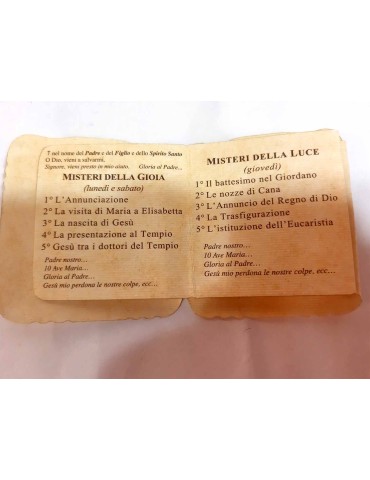 † nel nome del Padre e del Figlio e dello Spirito Santo
O Dio, vieni a salvarmi,
Signore, vieni presto in mio aiuto. Gloria al Padre...
MISTERI DELLA GIOIA
(lunedì e sabato)
1° L'Annunciazione
2° La visita di Maria a Elisabetta
3° La nascita di Gesù
4° La presentazione al Tempio
5° Gesù tra i dottori del Tempio
Padre nostro...
10 Ave Maria...
Gloria al Padre...
Gesù mio perdona le nostre colpe, ecc...
MISTERI DELLA LUCE
(giovedì)
1° Il battesimo nel Giordano
2° Le nozze di Cana
3° L'Annuncio del Regno di Dio
4° La Trasfigurazione
5° L'istituzione dell'Eucaristia
Padre nostro...
10 Ave Maria...
Gloria al Padre...
Gesù mio perdona le nostre colpe, ecc...